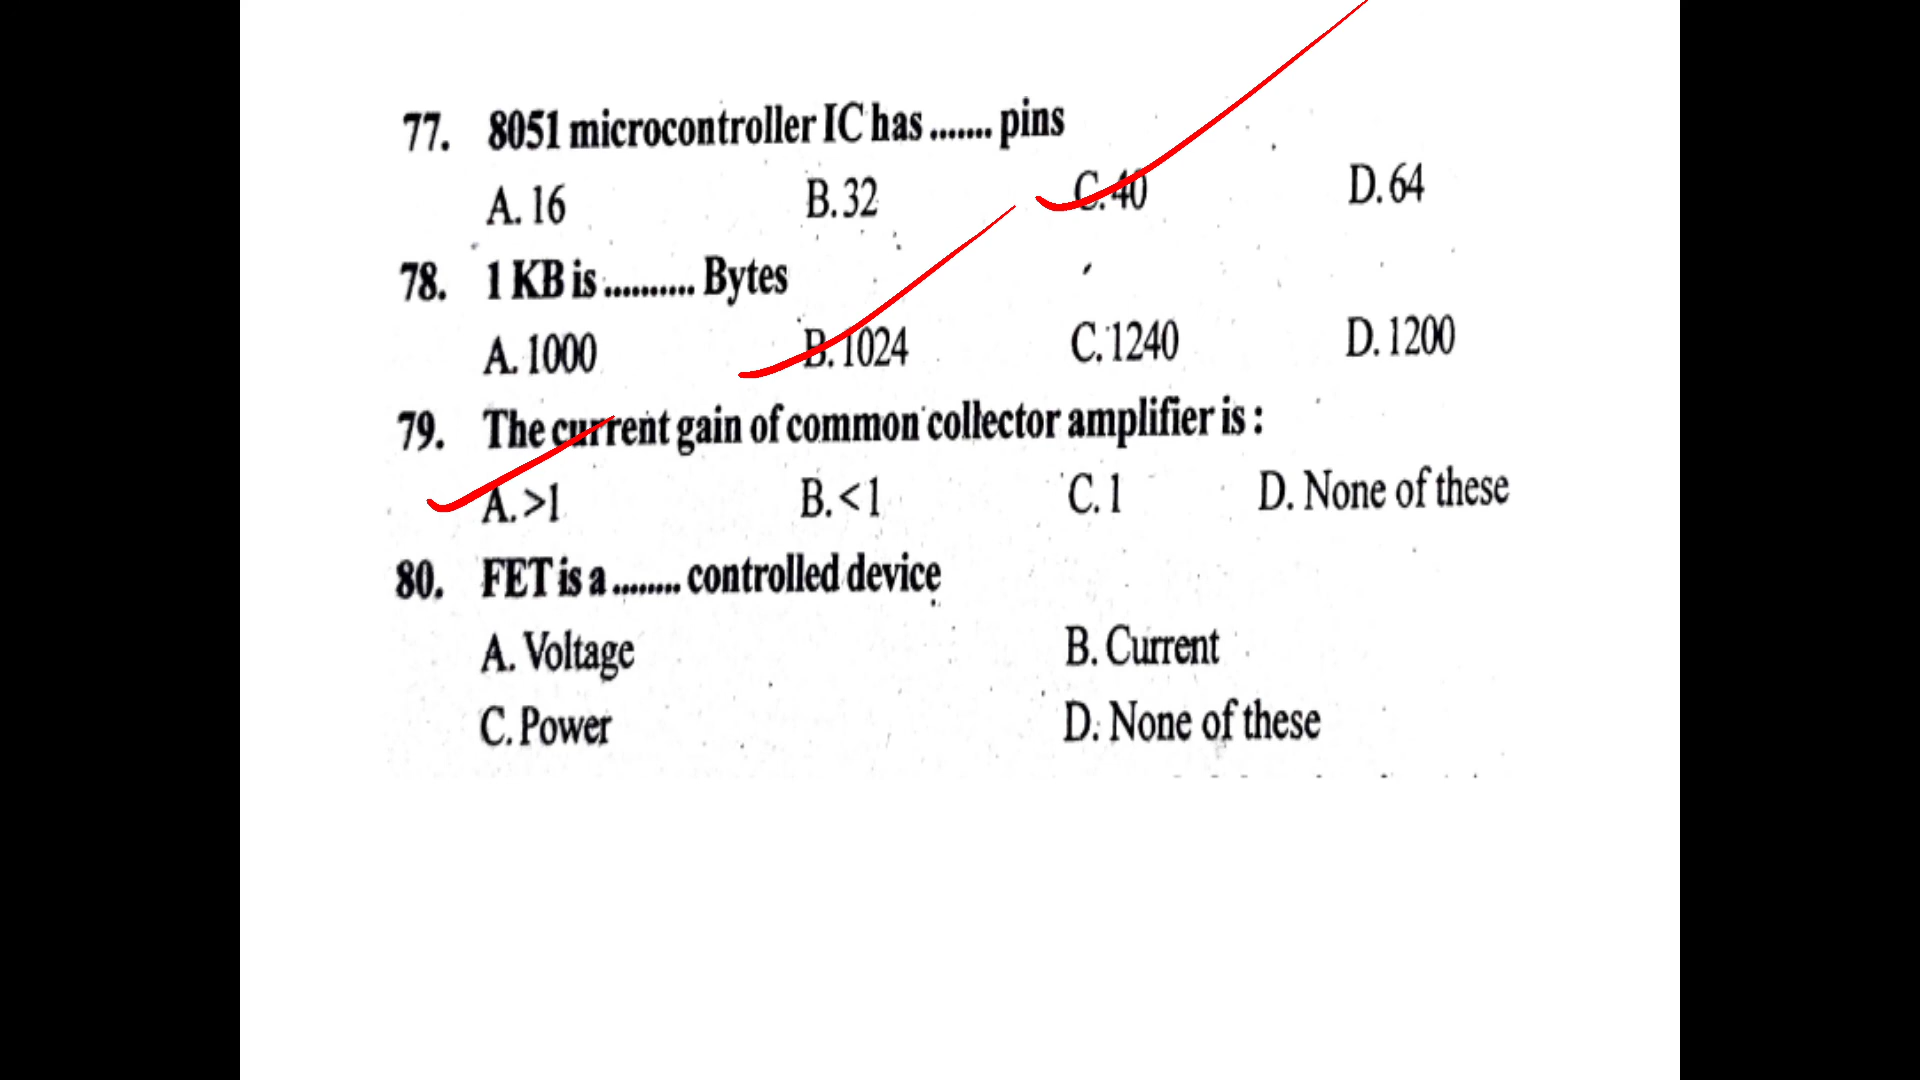 77. 8051 microcontroller IC has ....... pins
A. 16 B. 32 C. 40 D. 64
78. 1 KB is .......... Bytes
A. 1000 B. 1024 C. 1240 D. 1200
79. The current gain of common collector amplifier is :
A. >1 B. <1 C. 1 D. None of these
80. FET is a ........ controlled device
A. Voltage B. Current
C. Power D. None of these